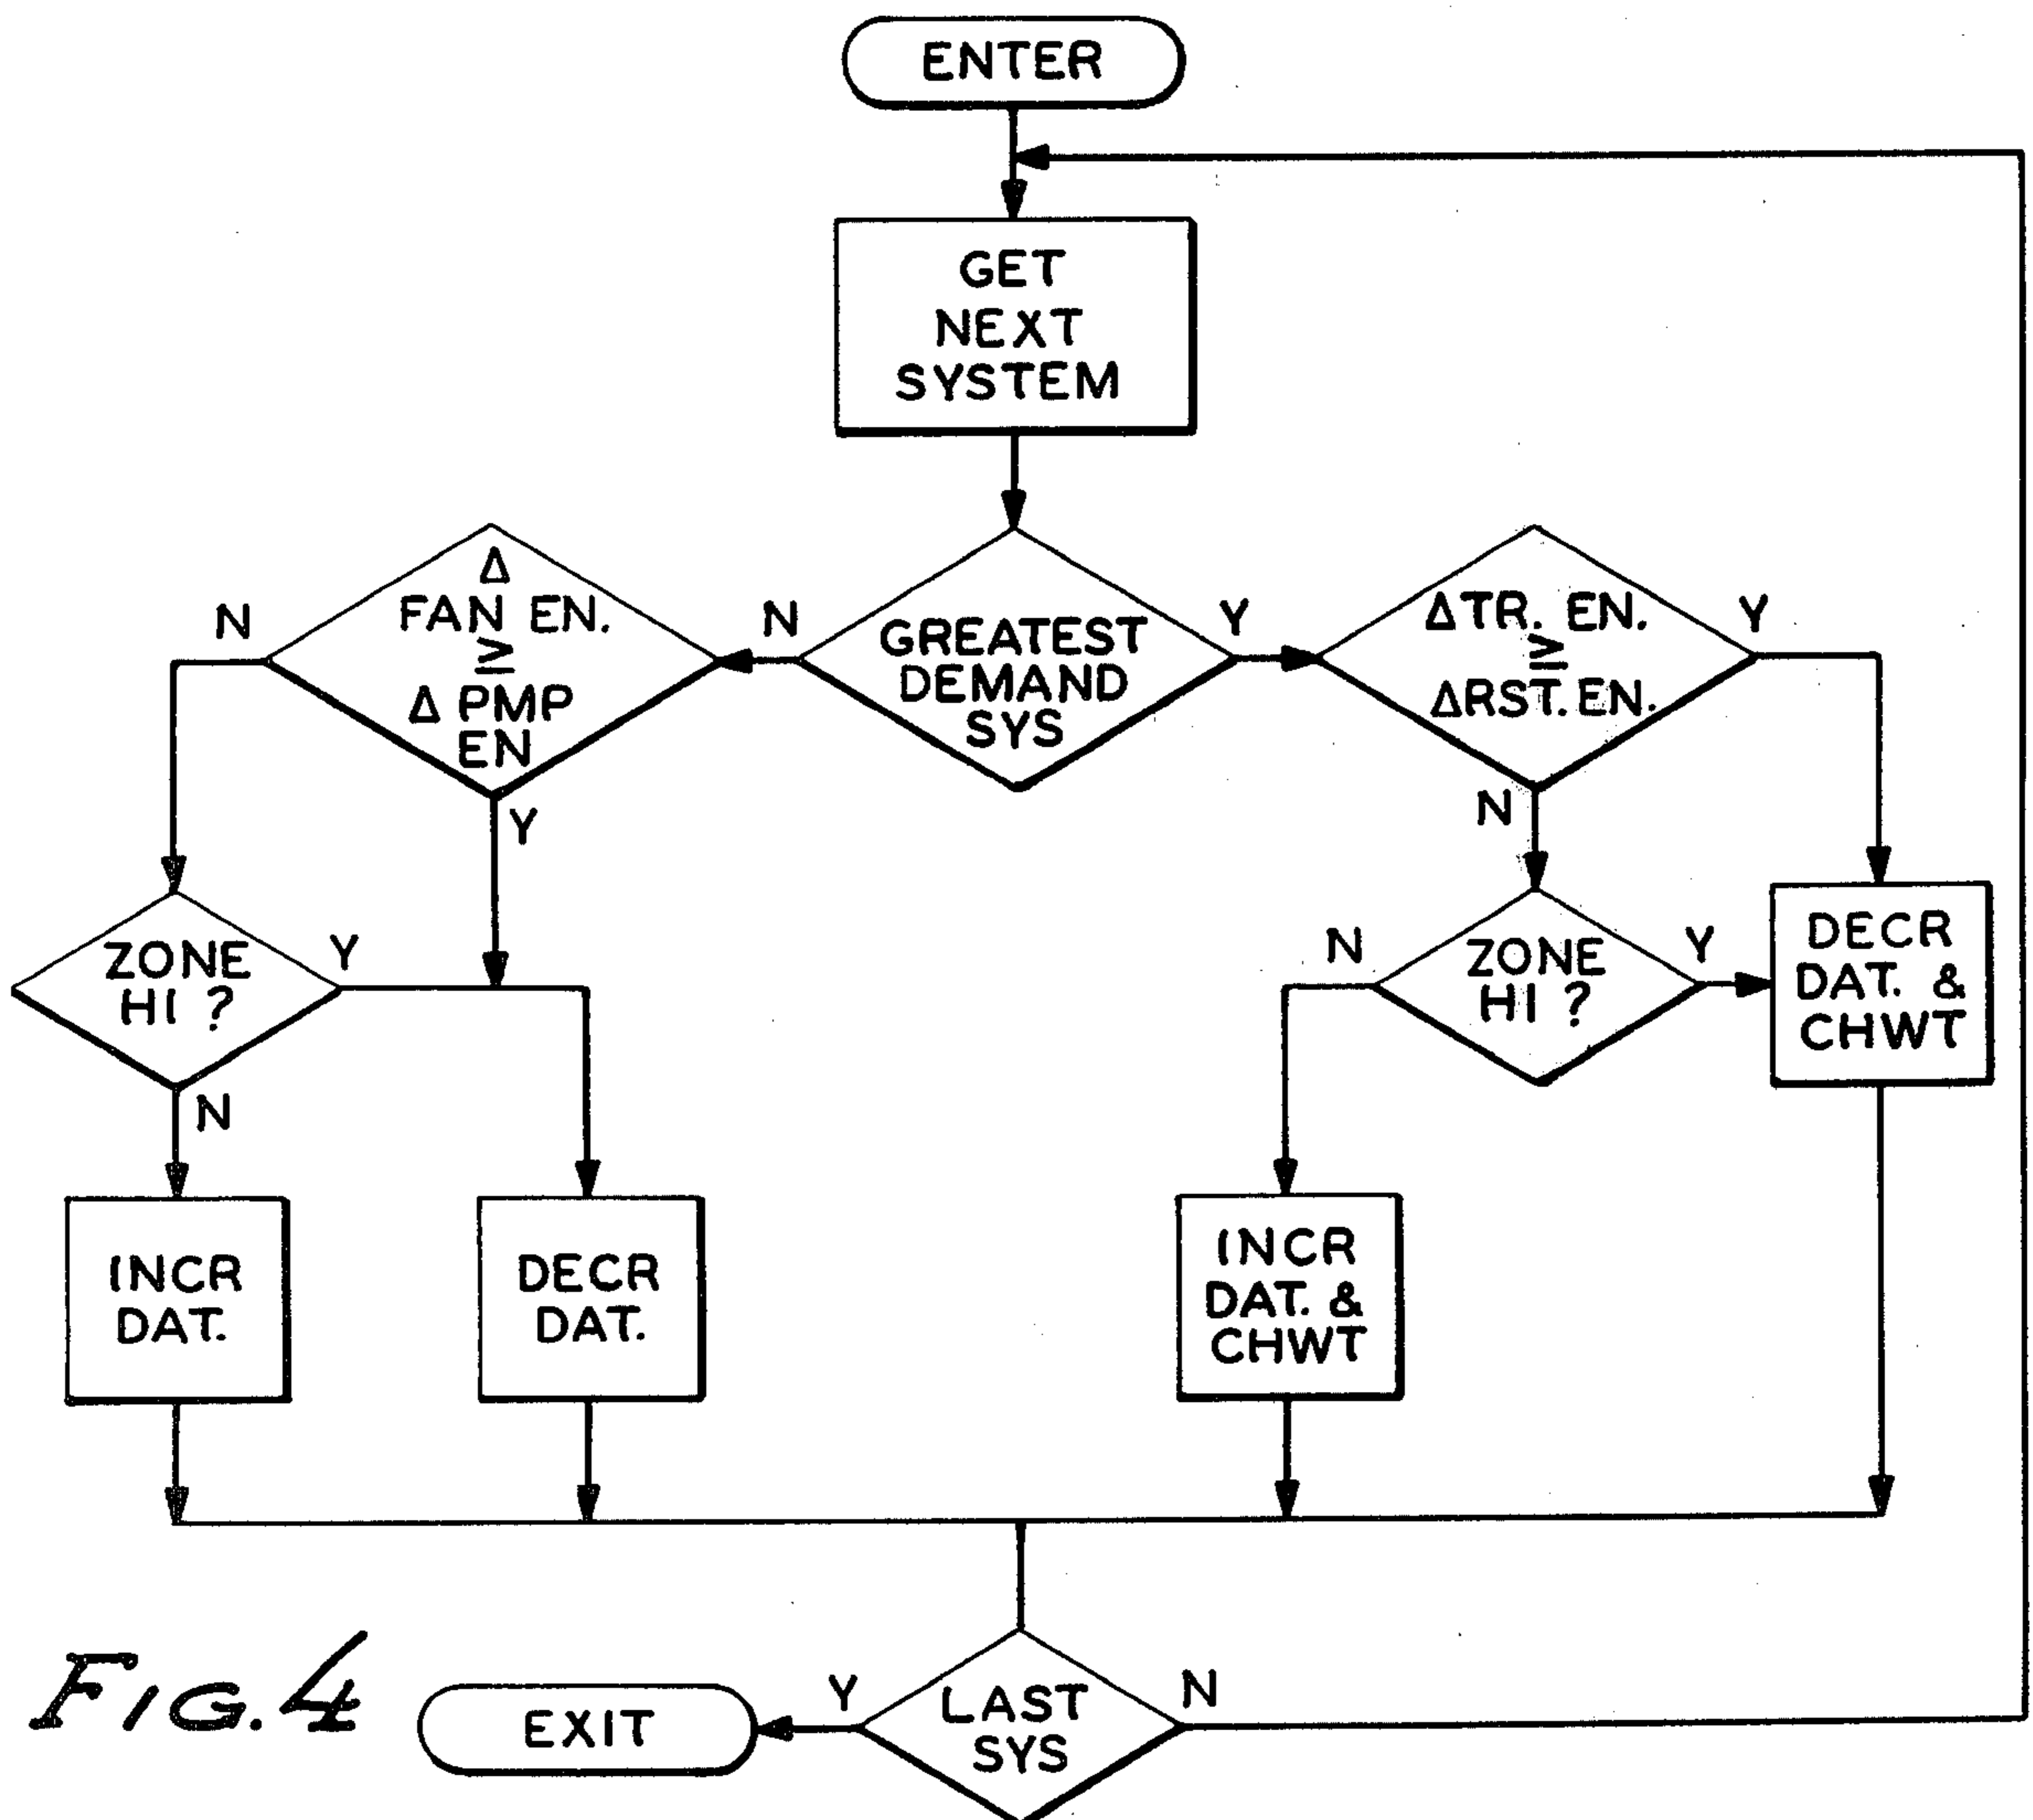 ENTER
GET
NEXT
SYSTEM
Δ
FAN EN.
≥
Δ PMP
EN
N
Y
N
GREATEST
DEMAND
SYS
Y
ΔTR. EN.
≥
ΔRST. EN.
Y
N
ZONE
HI ?
Y
N
N
ZONE
HI ?
Y
DECR
DAT. &
CHWT
INCR
DAT.
DECR
DAT.
INCR
DAT. &
CHWT
FIG. 4
EXIT
Y
LAST
SYS
N